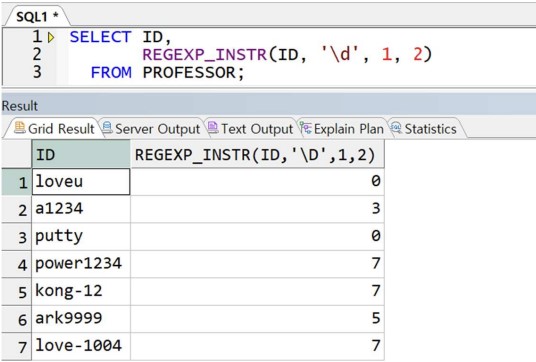 SQL1 *
1 SELECT ID,
2 REGEXP_INSTR(ID, '\d', 1, 2)
3 FROM PROFESSOR;
Result
Grid Result Server Output Text Output Explain Plan Statistics
ID REGEXP_INSTR(ID,'\D',1,2)
1 loveu 0
2 a1234 3
3 putty 0
4 power1234 7
5 kong-12 7
6 ark9999 5
7 love-1004 7